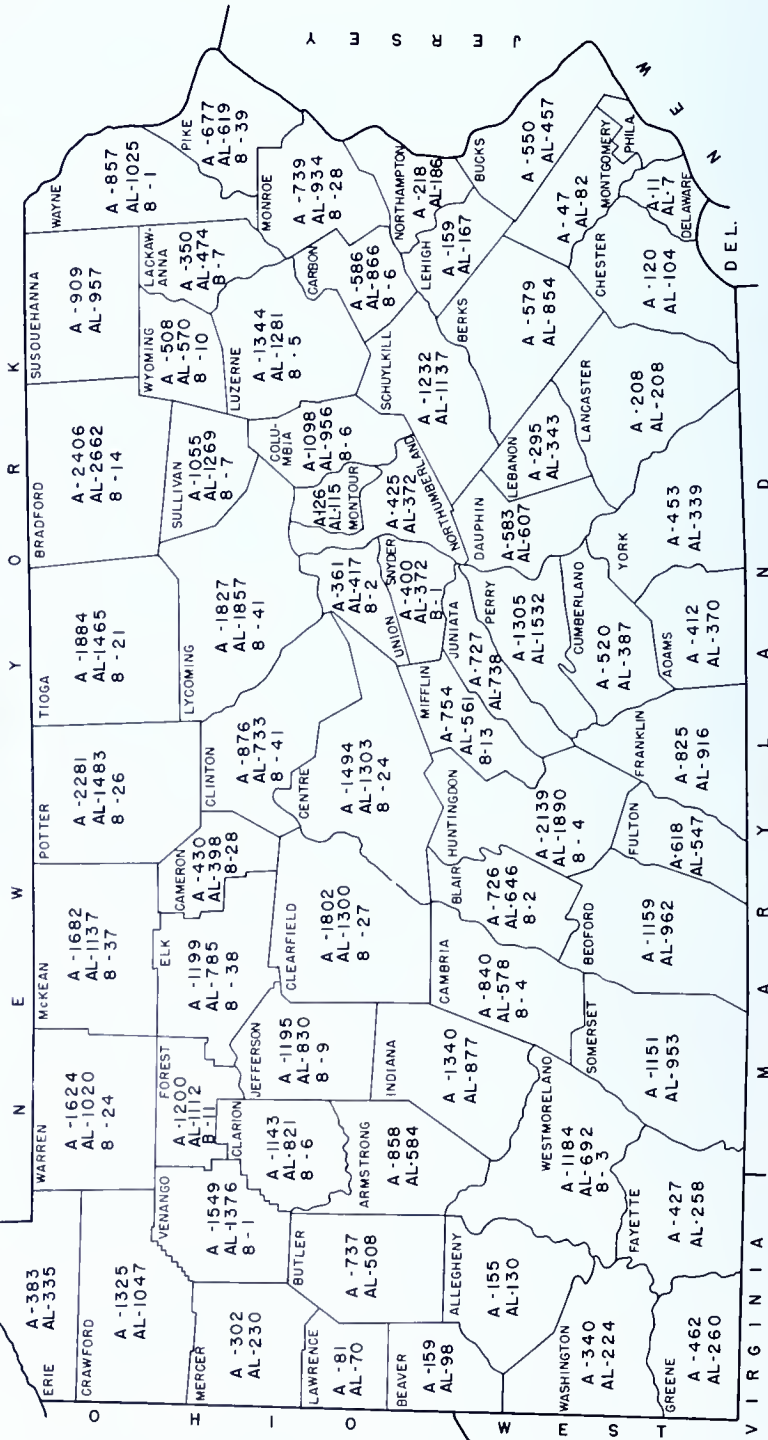 N E W Y O R K
ERIE
A -383
AL-335
CRAWFORD
A -1325
AL-1047
WARREN
A -1624
AL-1020
8 -24
McKEAN
A -1682
AL-1137
8 -37
POTTER
A -2281
AL-1483
8 -26
TIOGA
A -1884
AL-1465
8 -21
BRADFORD
A -2406
AL-2662
8 -14
SUSQUEHANNA
A -909
AL-957
WAYNE
A -857
AL-1025
8 -1
PIKE
A -677
AL-619
8 -39
VENANGO
A -1549
AL-1376
8 -1
FOREST
A -1200
AL-1112
B -11
ELK
A -1199
AL-785
8 -38
CAMERON
A -430
AL-398
8-28
CLINTON
A -876
AL-733
8 -41
LYCOMING
A -1827
AL-1857
8 -41
SULLIVAN
A -1055
AL-1269
8 -7
WYOMING
A -508
AL-570
8 -10
LACKAW-
ANNA
A -350
AL-474
B -7
LUZERNE
A -1344
AL-1281
8 -5
MONROE
A -739
AL-934
8 -28
MERCER
A -302
AL-230
CLARION
A -1143
AL-821
8 -6
JEFFERSON
A -1195
AL-830
8 -9
CLEARFIELD
A -1802
AL-1300
8 -27
CENTRE
A -1494
AL-1303
8 -24
UNION
A -361
AL-417
8 -2
SNYDER
A -400
AL-372
B -1
MONTOUR
A-126
AL-115
COLU-
MBIA
A -1098
AL-956
8 -6
NORTHUMBERLAND
A -425
AL-372
CARBON
A -586
AL-866
8 -6
NORTHAMPTON
A -218
AL-186
LEHIGH
A -159
AL-167
SCHUYLKILL
A -1232
AL-1137
LAWRENCE
A -81
AL-70
BUTLER
A -737
AL-508
ARMSTRONG
A -858
AL-584
INDIANA
A -1340
AL-877
CAMBRIA
A -840
AL-578
8 -4
BLAIR
A -726
AL-646
8-2
HUNTINGDON
A -2139
AL-1890
8 -4
MIFFLIN
A -754
AL-561
8-13
JUNIATA
A -727
AL-738
PERRY
A -1305
AL-1532
DAUPHIN
A-583
AL-607
LEBANON
A -295
AL-343
BERKS
A -579
AL-854
BUCKS
A -550
AL-457
BEAVER
A -159
AL-98
ALLEGHENY
A -155
AL-130
WESTMORELAND
A -1184
AL-692
8-3
WASHINGTON
A -340
AL-224
GREENE
A -462
AL-260
FAYETTE
A -427
AL-258
SOMERSET
A -1151
AL-953
BEDFORD
A -1159
AL-962
FULTON
A-618
AL-547
FRANKLIN
A -825
AL-916
CUMBERLAND
A -520
AL-387
ADAMS
A -412
AL-370
YORK
A -453
AL-339
LANCASTER
A -208
AL-208
CHESTER
A -120
AL-104
MONTGOMERY
A -47
AL-82
PHILA.
DELAWARE
A -11
AL-7
DEL.
N E W
J E R S E Y
O H I O
W E S T
V I R G I N I A
M A R Y L A N D